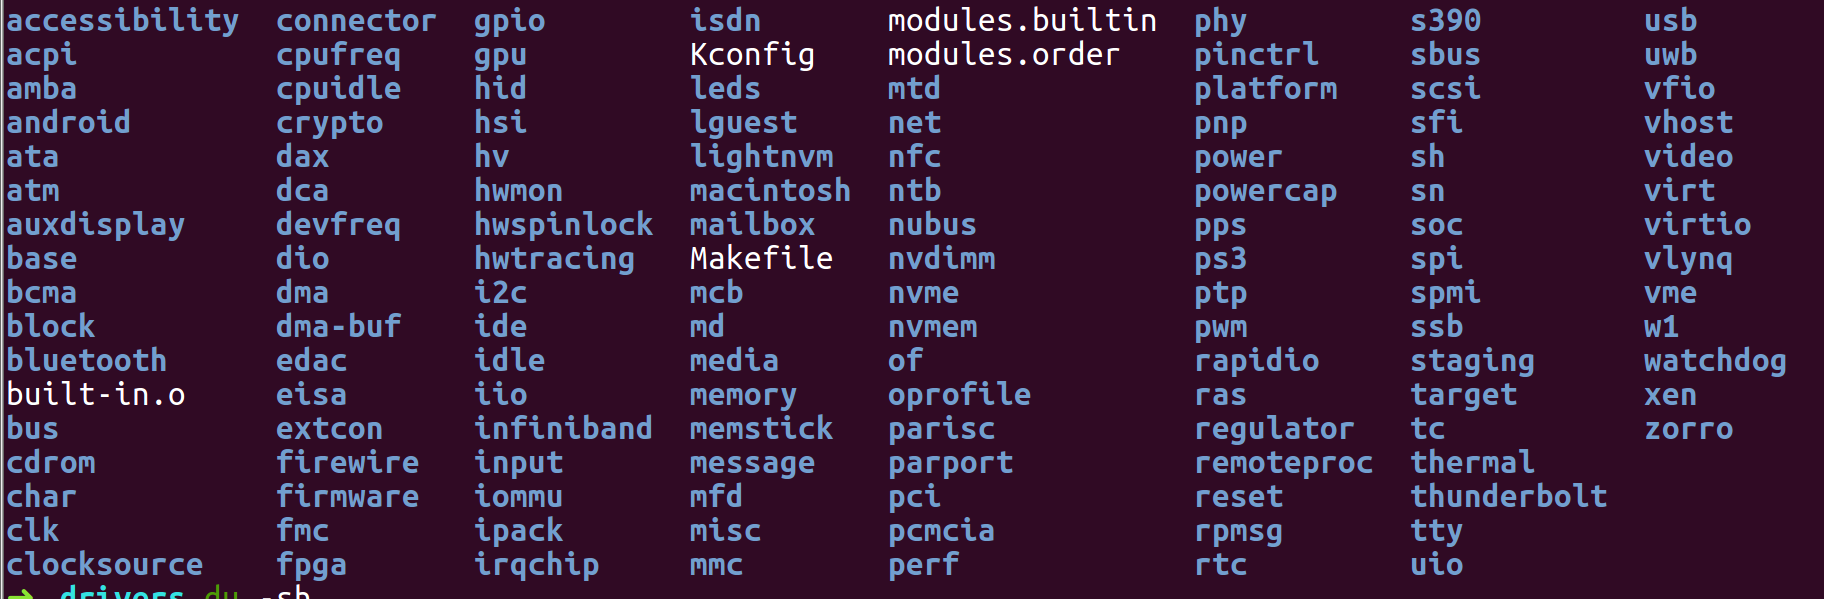 accessibility connector gpio isdn modules.builtin phy s390 usb
acpi cpufreq gpu Kconfig modules.order pinctrl sbus uwb
amba cpuidle hid leds mtd platform scsi vfio
android crypto hsi lguest net pnp sfi vhost
ata dax hv lightnvm nfc power sh video
atm dca hwmon macintosh ntb powercap sn virt
auxdisplay devfreq hwspinlock mailbox nubus pps soc virtio
base dio hwtracing Makefile nvdimm ps3 spi vlynq
bcma dma i2c mcb nvme ptp spmi vme
block dma-buf ide md nvmem pwm ssb w1
bluetooth edac idle media of rapidio staging watchdog
built-in.o eisa iio memory oprofile ras target xen
bus extcon infiniband memstick parisc regulator tc zorro
cdrom firewire input message parport remoteproc thermal
char firmware iommu mfd pci reset thunderbolt
clk fmc ipack misc pcmcia rpmsg tty
clocksource fpga irqchip mmc perf rtc uio
➜ drivers du -sh